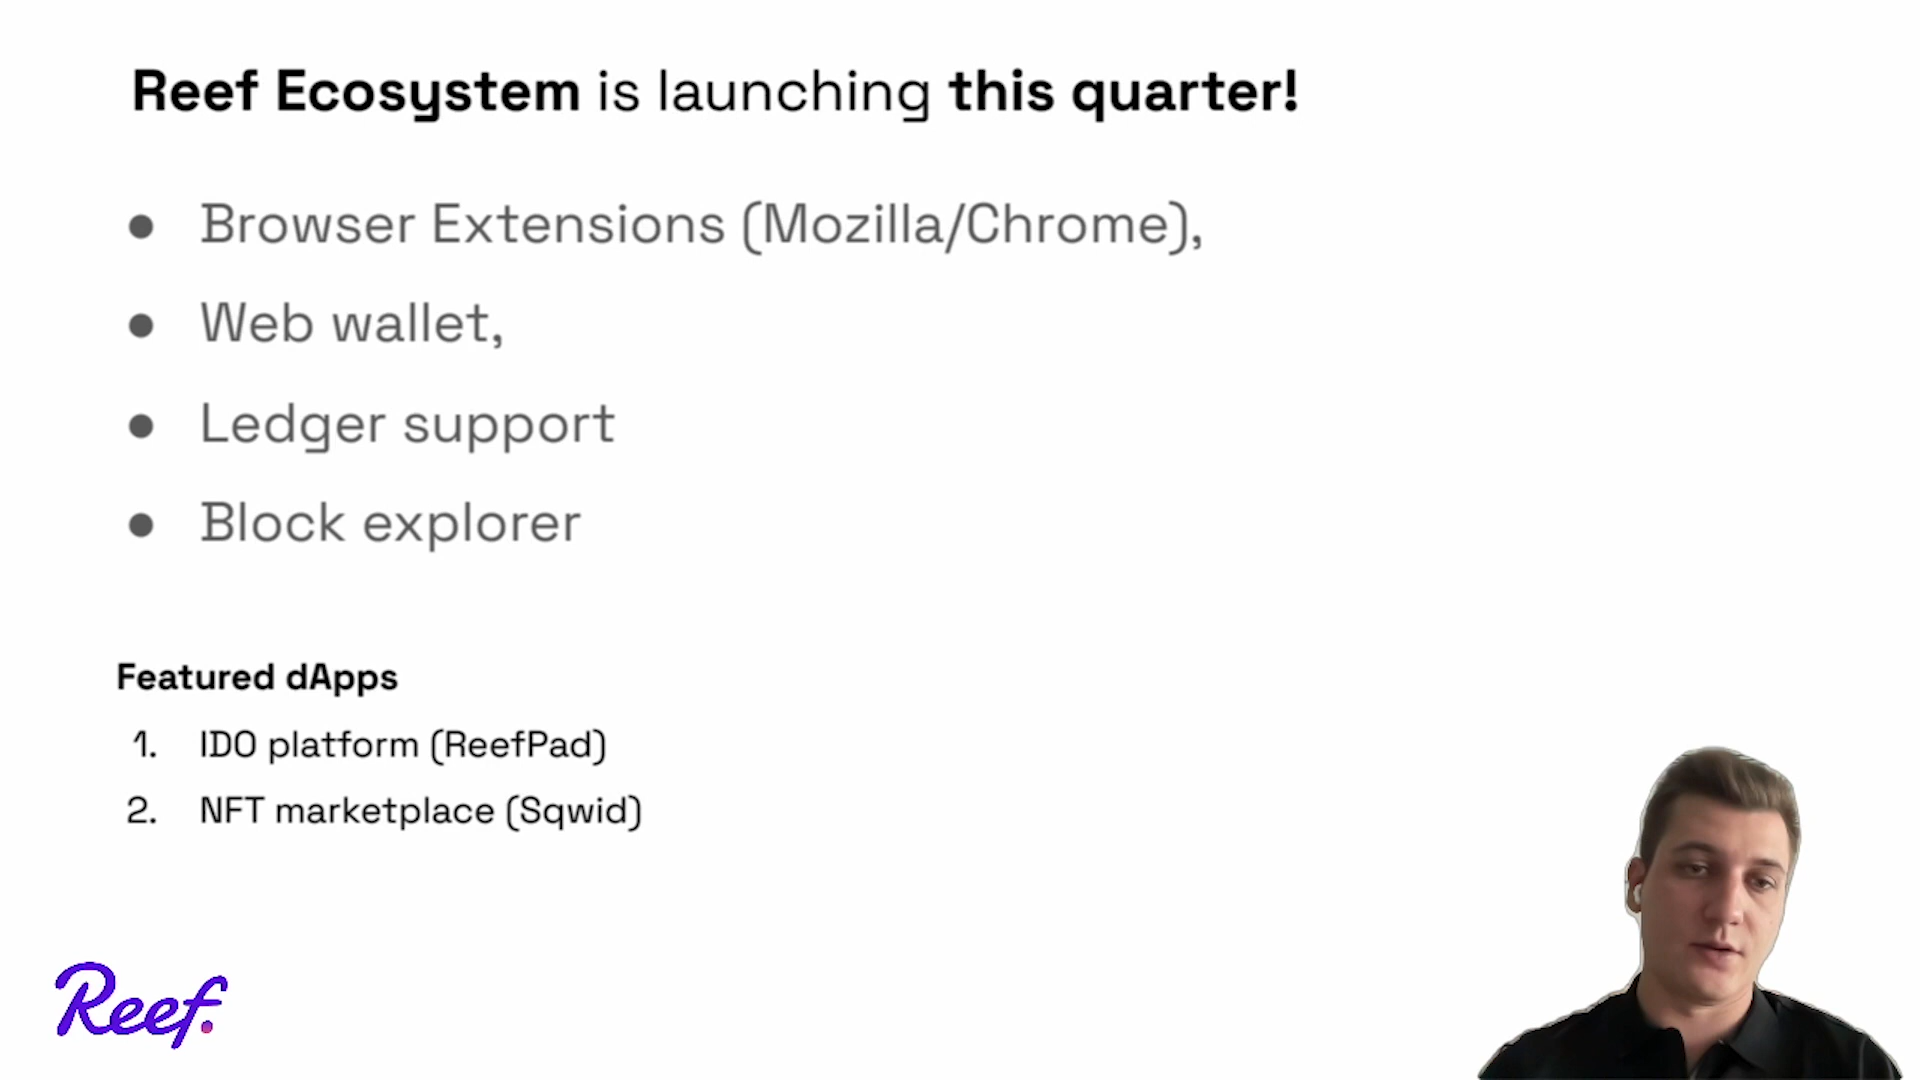 Reef Ecosystem is launching this quarter!
● Browser Extensions (Mozilla/Chrome),
● Web wallet,
● Ledger support
● Block explorer
Featured dApps
1. IDO platform (ReefPad)
2. NFT marketplace (Sqwid)
Reef.